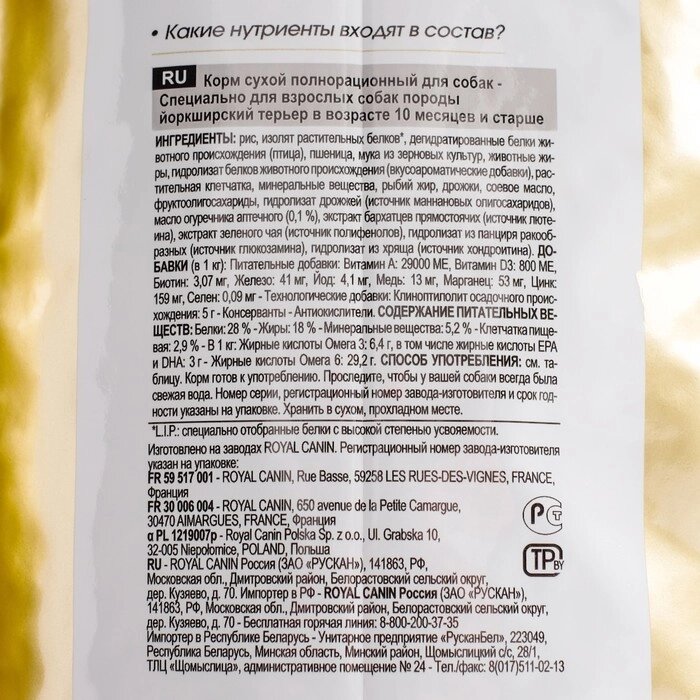 • Какие нутриенты входят в состав?
RU Корм сухой полнорационный для собак -
Специально для взрослых собак породы
йоркширский терьер в возрасте 10 месяцев и старше
ИНГРЕДИЕНТЫ: рис, изолят растительных белков*, дегидратированные белки жи-
вотного происхождения (птица), пшеница, мука из зерновых культур, животные жи-
ры, гидролизат белков животного происхождения (вкусоароматические добавки), рас-
тительная клетчатка, минеральные вещества, рыбий жир, дрожжи, соевое масло,
фруктоолигосахариды, гидролизат дрожжей (источник маннановых олигосахаридов),
масло огуречника аптечного (0,1 %), экстракт бархатцев прямостоячих (источник люте-
ина), экстракт зеленого чая (источник полифенолов), гидролизат из панциря ракооб-
разных (источник глюкозамина), гидролизат из хряща (источник хондроитина). ДО-
БАВКИ (в 1 кг): Питательные добавки: Витамин А: 29000 МЕ, Витамин D3: 800 МЕ,
Биотин: 3,07 мг, Железо: 41 мг, Йод: 4,1 мг, Медь: 13 мг, Марганец: 53 мг, Цинк:
159 мг, Селен: 0,09 мг - Технологические добавки: Клиноптилолит осадочного проис-
хождения: 5 г - Консерванты - Антиокислители. СОДЕРЖАНИЕ ПИТАТЕЛЬНЫХ ВЕ-
ЩЕСТВ: Белки: 28 % - Жиры: 18 % - Минеральные вещества: 5,2 % - Клетчатка пище-
вая: 2,9 % - В 1 кг: Жирные кислоты Омега 3: 6,4 г, в том числе жирные кислоты EPA
и DHA: 3 г - Жирные кислоты Омега 6: 29,2 г. СПОСОБ УПОТРЕБЛЕНИЯ: см. таб-
лицу. Корм готов к употреблению. Проследите, чтобы у вашей собаки всегда была
свежая вода. Номер серии, регистрационный номер завода-изготовителя и срок год-
ности указаны на упаковке. Хранить в сухом, прохладном месте.
*L.I.P.: специально отобранные белки с высокой степенью усвояемости.
Изготовлено на заводах ROYAL CANIN. Регистрационный номер завода-изготовителя
указан на упаковке:
FR 59 517 001 - ROYAL CANIN, Rue Basse, 59258 LES RUES-DES-VIGNES, FRANCE,
Франция
FR 30 006 004 - ROYAL CANIN, 650 avenue de la Petite Camargue,
30470 AIMARGUES, FRANCE, Франция
α PL 1219007p – Royal Canin Polska Sp. z o.o., Ul. Grabska 10,
32-005 Niepolomice, POLAND, Польша
RU - ROYAL CANIN Россия (ЗАО «РУСКАН»), 141863, РФ,
Московская обл., Дмитровский район, Белорастовский сельский округ,
дер. Кузяево, д. 70. Импортер в РФ - ROYAL CANIN Россия (ЗАО «РУСКАН»),
141863, РФ, Московская обл., Дмитровский район, Белорастовский сельский округ,
дер. Кузяево, д. 70 - Бесплатная горячая линия: 8-800-200-37-35
Импортер в Республику Беларусь - Унитарное предприятие «РусканБел», 223049,
Республика Беларусь, Минская область, Минский район, Щомыслицкий с/с, 28/1,
ТЛЦ «Щомыслица», административное помещение № 24 - Тел./факс: 8(017)511-02-13
РСТ
TP BY